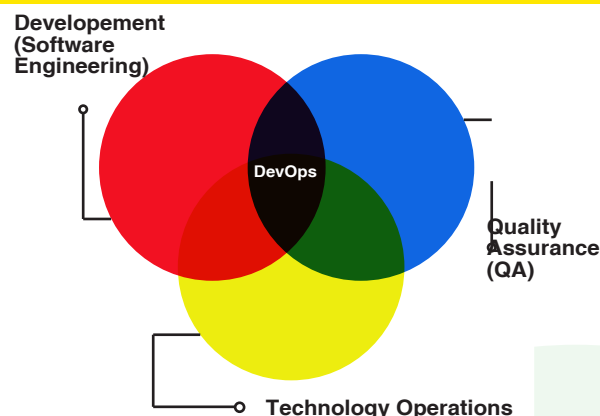 Developement
(Software
Engineering)
DevOps
Quality
Assurance
(QA)
Technology Operations